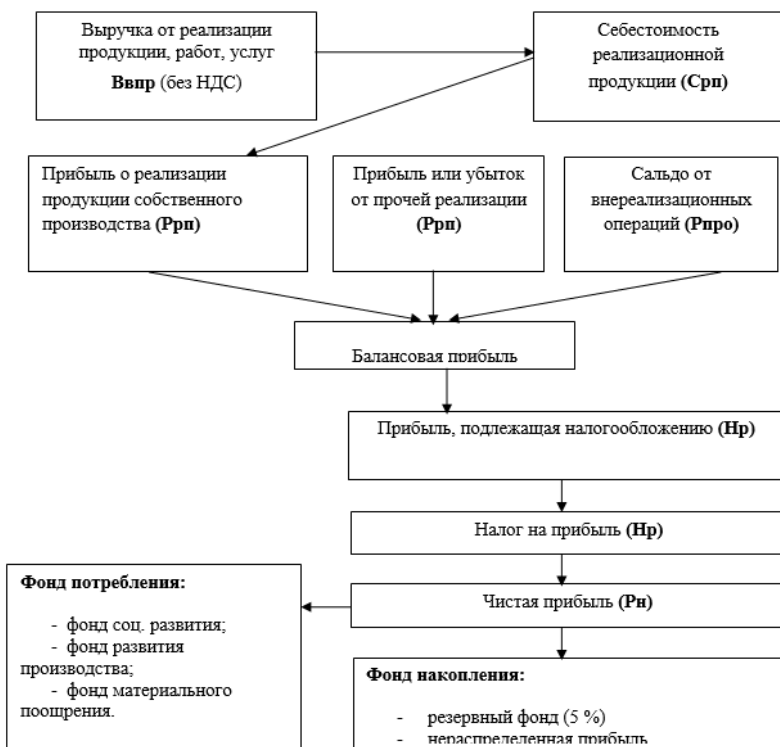 Выручка от реализации
продукции, работ, услуг
Ввпр (без НДС)
Себестоимость
реализационной
продукции (Срп)
Прибыль о реализации
продукции собственного
производства (Ррп)
Прибыль или убыток
от прочей реализации
(Ррп)
Сальдо от
внереализационных
операций (Рпро)
Балансовая прибыль
Прибыль, подлежащая налогообложению (Нр)
Налог на прибыль (Нр)
Чистая прибыль (Рн)
Фонд потребления:
- фонд соц. развития;
- фонд развития
производства;
- фонд материального
поощрения.
Фонд накопления:
- резервный фонд (5 %)
- нераспределенная прибыль